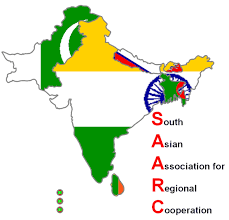 South
Asian
Association for
Regional
Cooperation